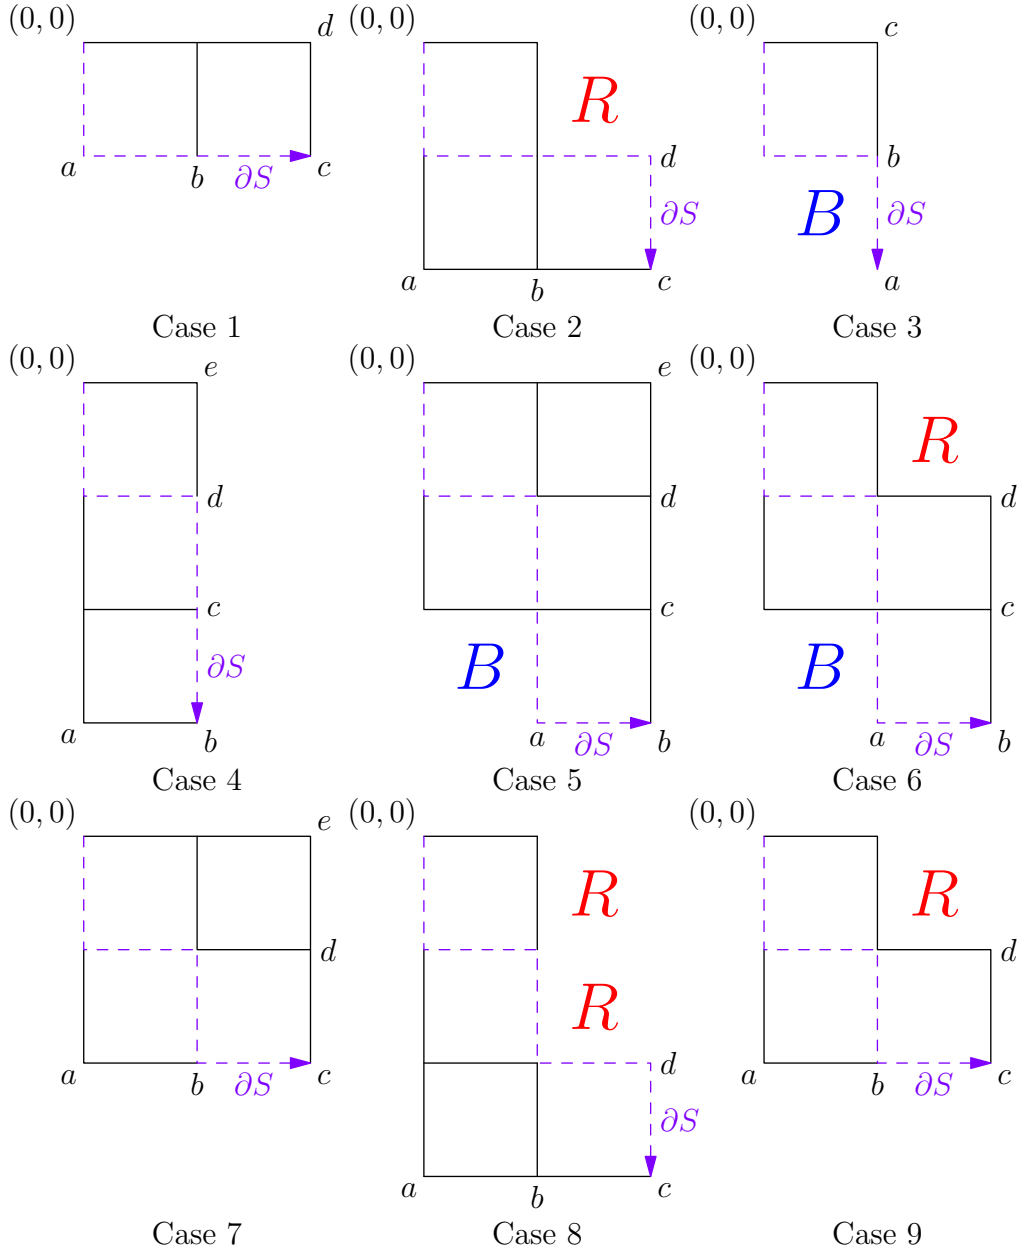 (0, 0) d (0, 0) (0, 0) c
R
a b ∂S c d b
B ∂S ∂S
a b c a
Case 1 Case 2 Case 3
(0, 0) e (0, 0) e (0, 0)
R
d d d
c c c
∂S B B
a b a ∂S b a ∂S b
Case 4 Case 5 Case 6
(0, 0) e (0, 0) (0, 0)
R R
d d
R
a b ∂S c d a b ∂S c
∂S
a b c
Case 7 Case 8 Case 9